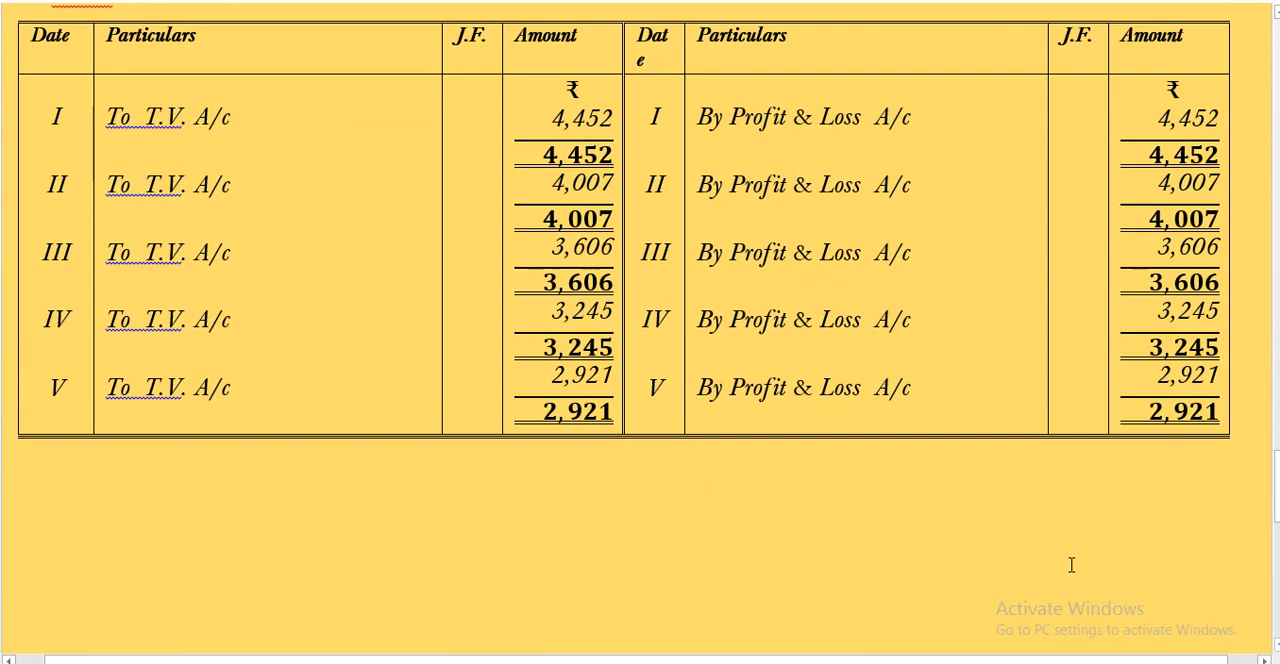 Date Particulars J.F. Amount Dat e Particulars J.F. Amount
₹ ₹
I To T.V. A/c 4,452 I By Profit & Loss A/c 4,452
4,452 4,452
II To T.V. A/c 4,007 II By Profit & Loss A/c 4,007
4,007 4,007
III To T.V. A/c 3,606 III By Profit & Loss A/c 3,606
3,606 3,606
IV To T.V. A/c 3,245 IV By Profit & Loss A/c 3,245
3,245 3,245
V To T.V. A/c 2,921 V By Profit & Loss A/c 2,921
2,921 2,921
Activate Windows
Go to PC settings to activate Windows.